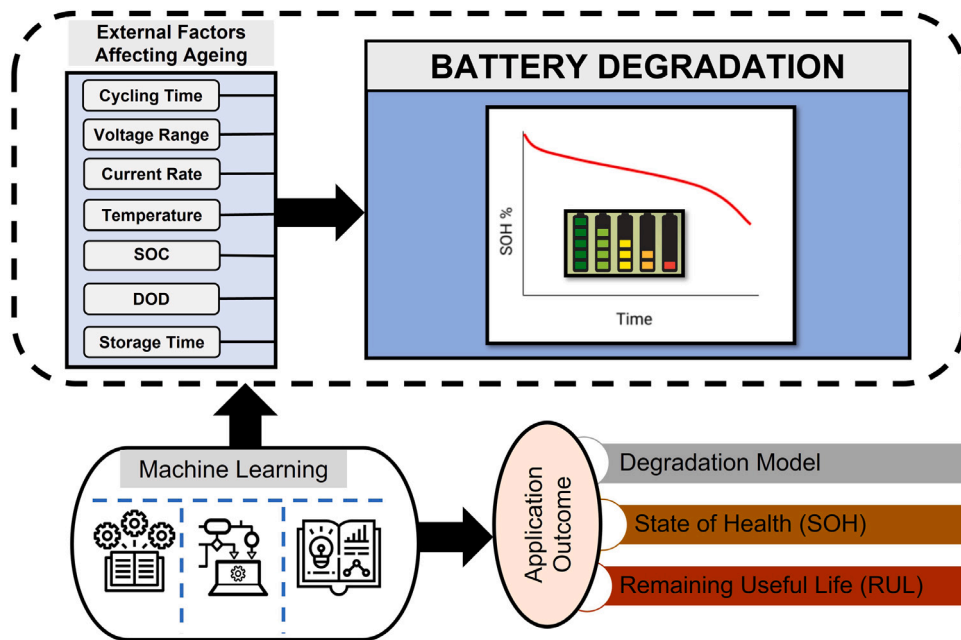 External Factors
Affecting Ageing
Cycling Time
Voltage Range
Current Rate
Temperature
SOC
DOD
Storage Time
BATTERY DEGRADATION
SOH %
Time
Machine Learning
Application
Outcome
Degradation Model
State of Health (SOH)
Remaining Useful Life (RUL)